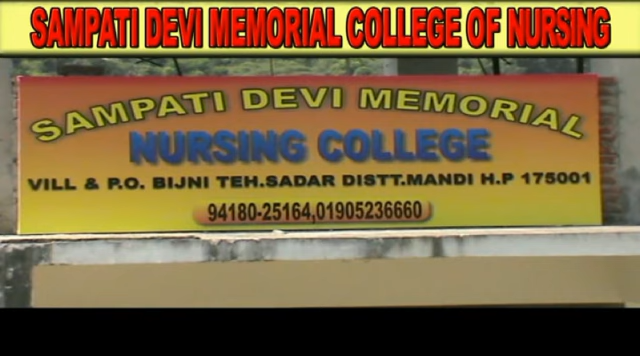 SAMPATI DEVI MEMORIAL COLLEGE OF NURSING
SAMPATI DEVI MEMORIAL
NURSING COLLEGE
VILL & P.O. BIJNI TEH.SADAR DISTT.MANDI H.P 175001
94180-25164,01905236660